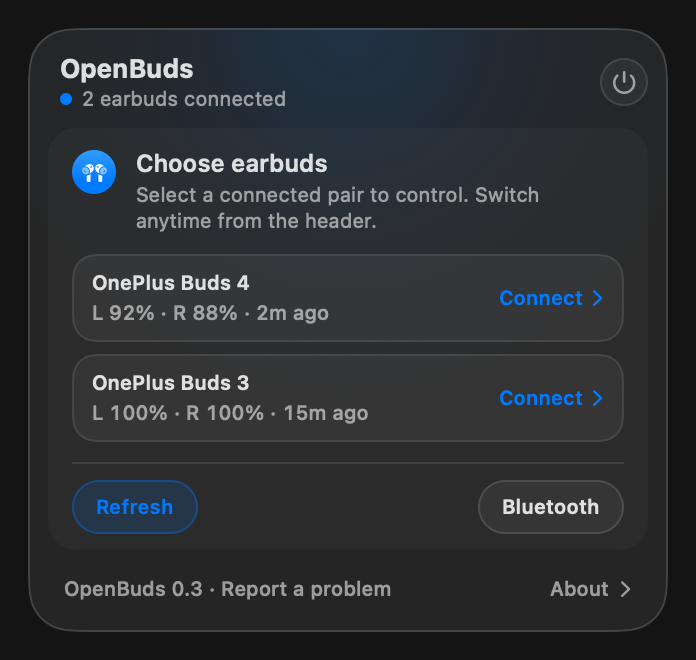 OpenBuds
2 earbuds connected
Choose earbuds
Select a connected pair to control. Switch
anytime from the header.
OnePlus Buds 4
L 92% · R 88% · 2m ago
Connect
OnePlus Buds 3
L 100% · R 100% · 15m ago
Connect
Refresh
Bluetooth
OpenBuds 0.3 · Report a problem
About